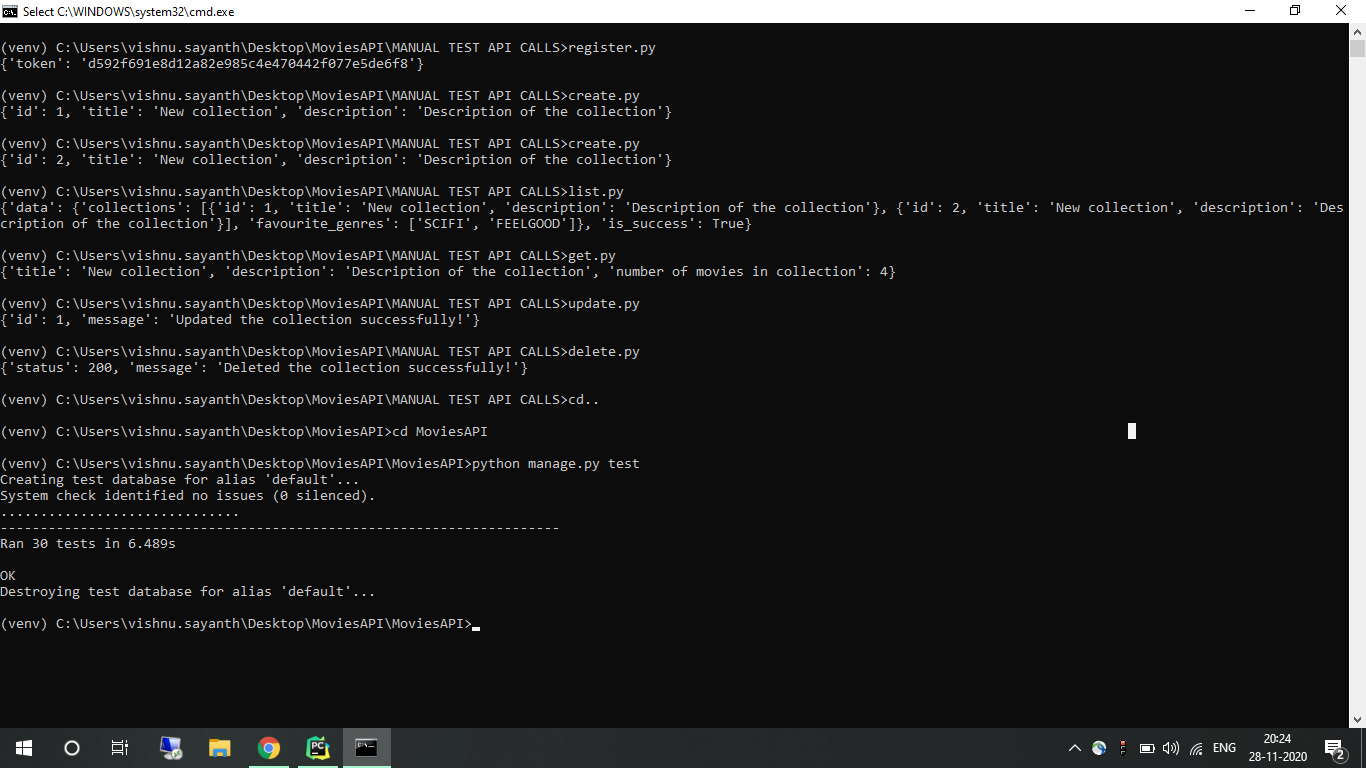 Select C:\WINDOWS\system32\cmd.exe
(venv) C:\Users\vishnu.sayanth\Desktop\MoviesAPI\MANUAL TEST API CALLS>register.py
{'token': 'd592f691e8d12a82e985c4e470442f077e5de6f8'}
(venv) C:\Users\vishnu.sayanth\Desktop\MoviesAPI\MANUAL TEST API CALLS>create.py
{'id': 1, 'title': 'New collection', 'description': 'Description of the collection'}
(venv) C:\Users\vishnu.sayanth\Desktop\MoviesAPI\MANUAL TEST API CALLS>create.py
{'id': 2, 'title': 'New collection', 'description': 'Description of the collection'}
(venv) C:\Users\vishnu.sayanth\Desktop\MoviesAPI\MANUAL TEST API CALLS>list.py
{'data': {'collections': [{'id': 1, 'title': 'New collection', 'description': 'Description of the collection'}, {'id': 2, 'title': 'New collection', 'description': 'Des
cription of the collection'}], 'favourite_genres': ['SCIFI', 'FEELGOOD']}, 'is_success': True}
(venv) C:\Users\vishnu.sayanth\Desktop\MoviesAPI\MANUAL TEST API CALLS>get.py
{'title': 'New collection', 'description': 'Description of the collection', 'number of movies in collection': 4}
(venv) C:\Users\vishnu.sayanth\Desktop\MoviesAPI\MANUAL TEST API CALLS>update.py
{'id': 1, 'message': 'Updated the collection successfully!'}
(venv) C:\Users\vishnu.sayanth\Desktop\MoviesAPI\MANUAL TEST API CALLS>delete.py
{'status': 200, 'message': 'Deleted the collection successfully!'}
(venv) C:\Users\vishnu.sayanth\Desktop\MoviesAPI\MANUAL TEST API CALLS>cd..
(venv) C:\Users\vishnu.sayanth\Desktop\MoviesAPI>cd MoviesAPI
(venv) C:\Users\vishnu.sayanth\Desktop\MoviesAPI\MoviesAPI>python manage.py test
Creating test database for alias 'default'...
System check identified no issues (0 silenced).
..............................
----------------------------------------------------------------------
Ran 30 tests in 6.489s
OK
Destroying test database for alias 'default'...
(venv) C:\Users\vishnu.sayanth\Desktop\MoviesAPI\MoviesAPI>
PC
ENG
20:24
28-11-2020
2